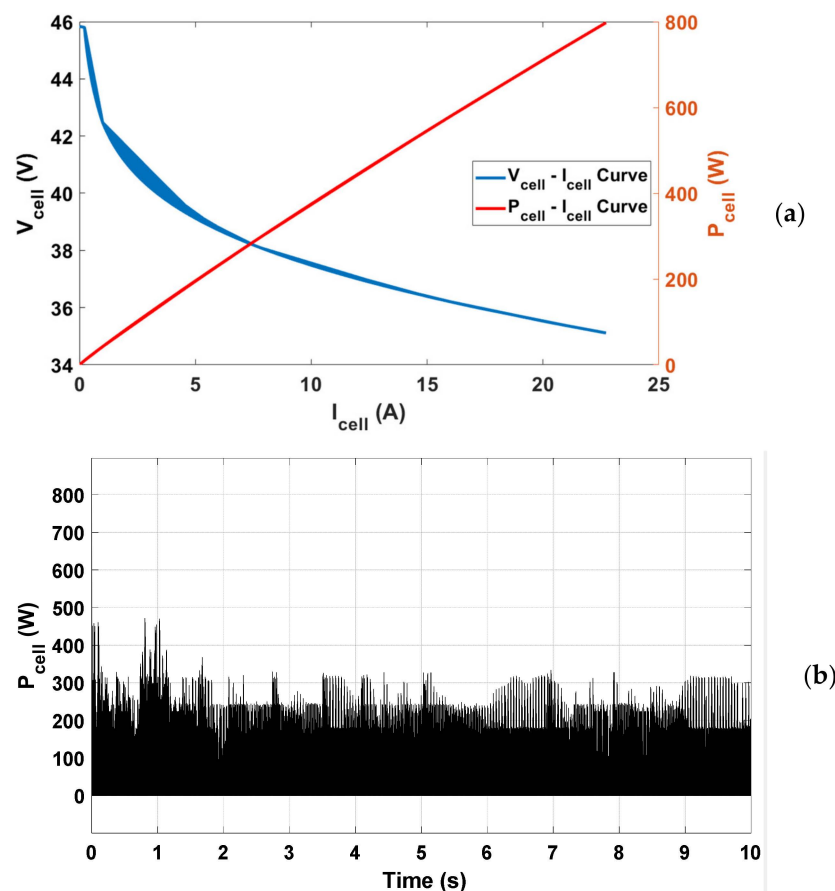 46
44
42
40
38
36
34
V_cell (V)
800
600
400
200
0
P_cell (W)
V_cell - I_cell Curve
P_cell - I_cell Curve
(a)
0 5 10 15 20 25
I_cell (A)
800
700
600
500
400
300
200
100
0
P_cell (W)
(b)
0 1 2 3 4 5 6 7 8 9 10
Time (s)